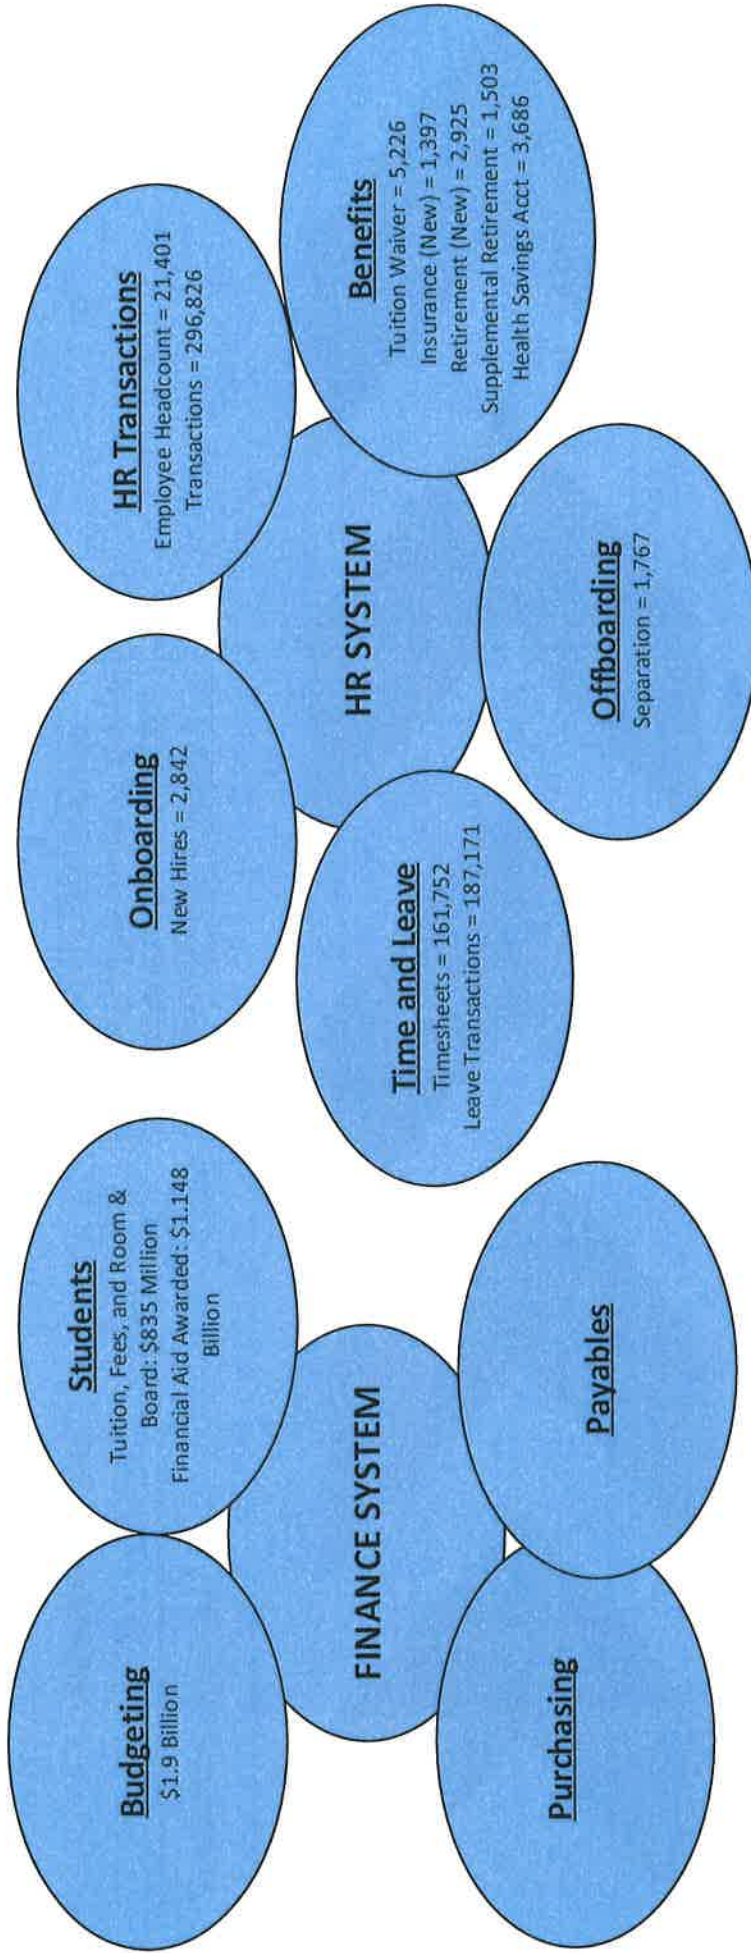 Budgeting
$1.9 Billion
Students
Tuition, Fees, and Room &
Board: $835 Million
Financial Aid Awarded: $1.148
Billion
FINANCE SYSTEM
Purchasing
Payables
Onboarding
New Hires = 2,842
HR Transactions
Employee Headcount = 21,401
Transactions = 296,826
Time and Leave
Timesheets = 161,752
Leave Transactions = 187,171
HR SYSTEM
Benefits
Tuition Waiver = 5,226
Insurance (New) = 1,397
Retirement (New) = 2,925
Supplemental Retirement = 1,503
Health Savings Acct = 3,686
Offboarding
Separation = 1,767